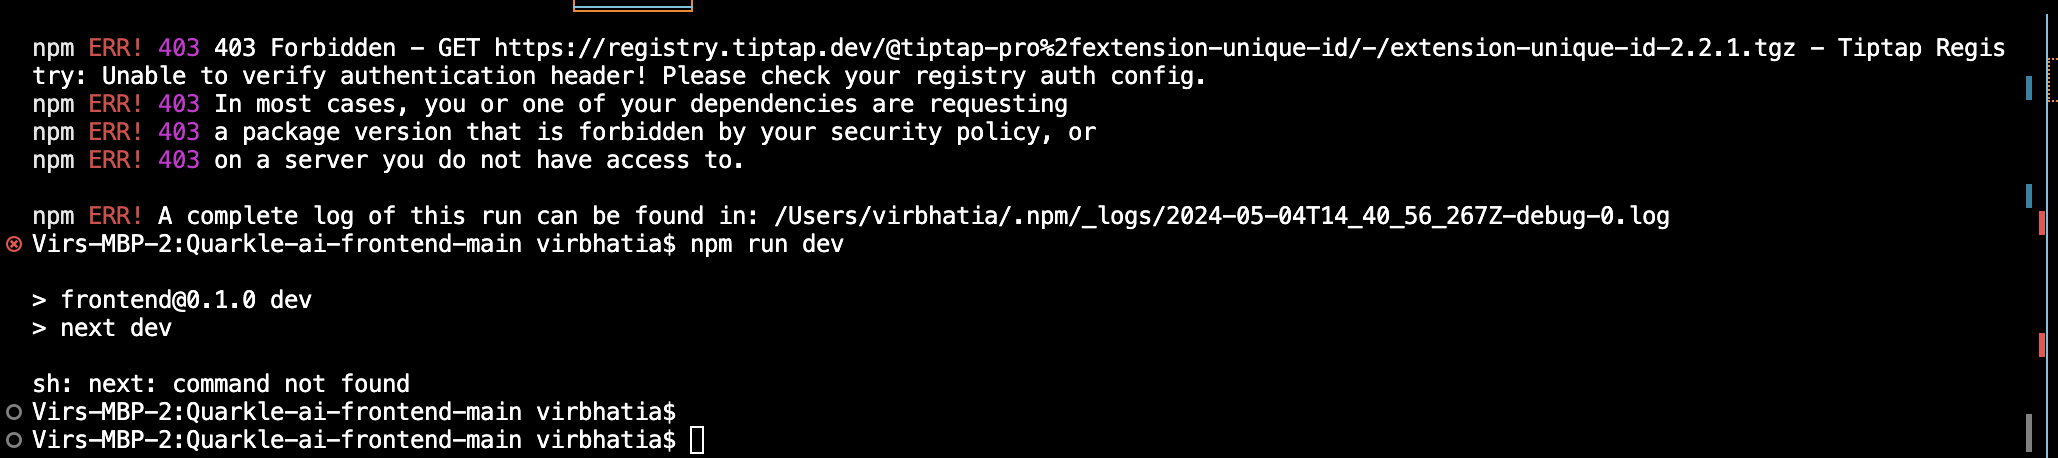 npm ERR! 403 403 Forbidden - GET https://registry.tiptap.dev/@tiptap-pro%2fextension-unique-id/-/extension-unique-id-2.2.1.tgz - Tiptap Regis
try: Unable to verify authentication header! Please check your registry auth config.
npm ERR! 403 In most cases, you or one of your dependencies are requesting
npm ERR! 403 a package version that is forbidden by your security policy, or
npm ERR! 403 on a server you do not have access to.
npm ERR! A complete log of this run can be found in: /Users/virbhatia/.npm/_logs/2024-05-04T14_40_56_267Z-debug-0.log
Virs-MBP-2:Quarkle-ai-frontend-main virbhatia$ npm run dev
> frontend@0.1.0 dev
> next dev
sh: next: command not found
Virs-MBP-2:Quarkle-ai-frontend-main virbhatia$
Virs-MBP-2:Quarkle-ai-frontend-main virbhatia$